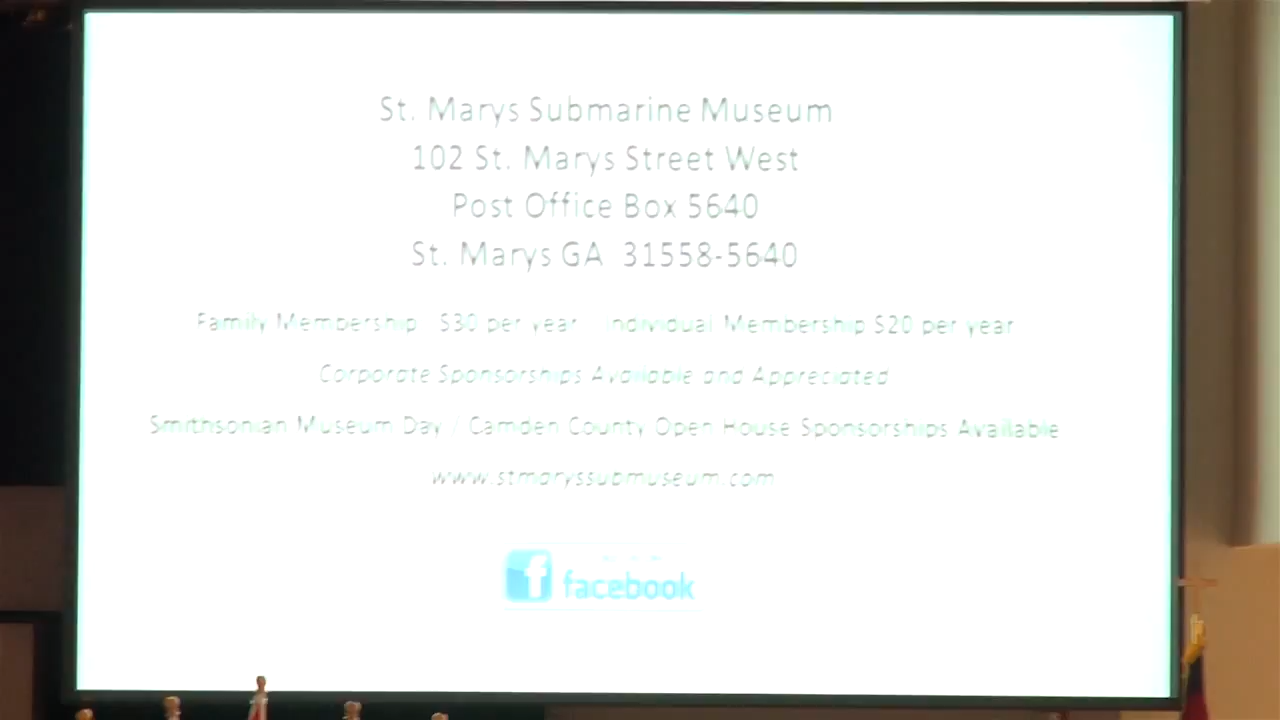 St. Marys Submarine Museum
102 St. Marys Street West
Post Office Box 5640
St. Marys GA 31558-5640
Family Membership $30 per year Individual Membership $20 per year
Corporate Sponsorships Available and Appreciated
Smithsonian Museum Day / Camden County Open House Sponsorships Available
www.stmaryssubmuseum.com
facebook